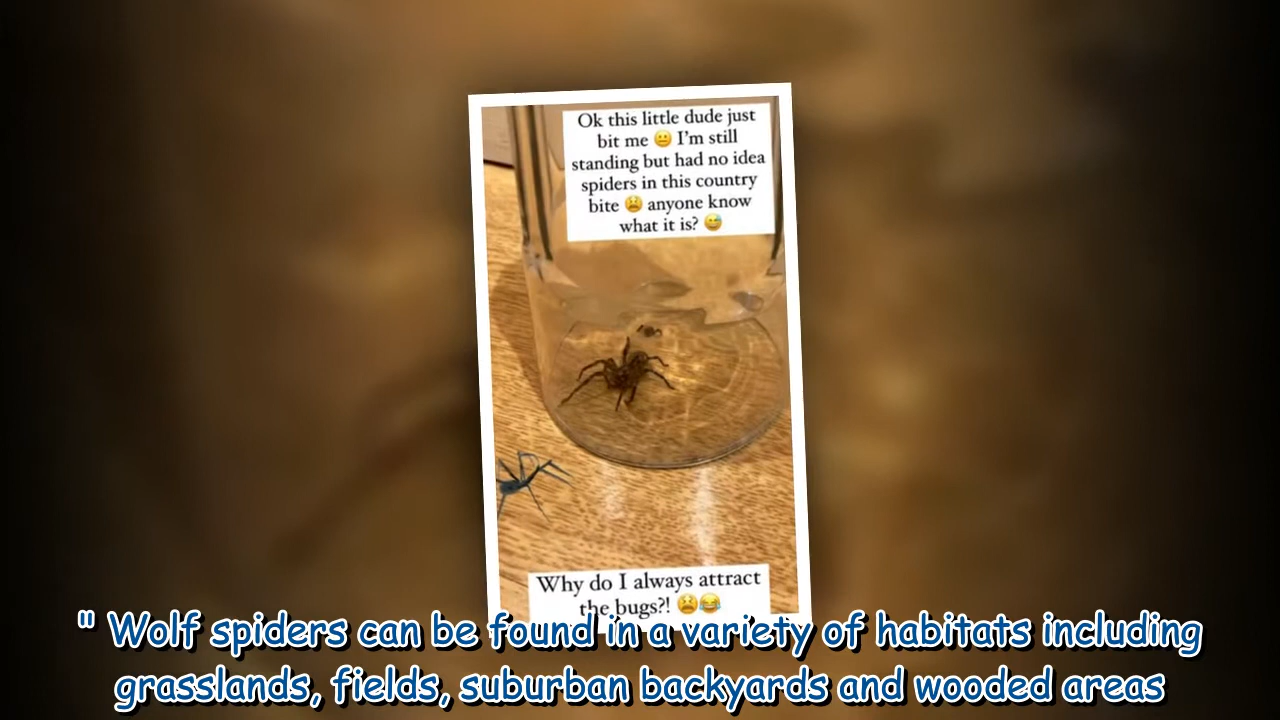 Ok this little dude just
bit me 😐 I'm still
standing but had no idea
spiders in this country
bite 😫 anyone know
what it is? 😅
Why do I always attract
the bugs?! 😫😂
" Wolf spiders can be found in a variety of habitats including
grasslands, fields, suburban backyards and wooded areas